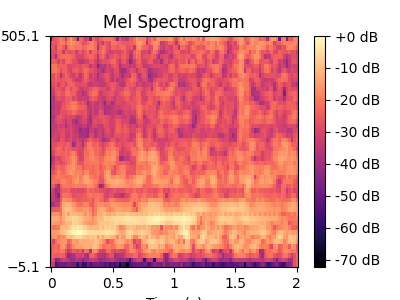 Mel Spectrogram
505.1
−5.1
0
0.5
1
1.5
2
+0 dB
-10 dB
-20 dB
-30 dB
-40 dB
-50 dB
-60 dB
-70 dB